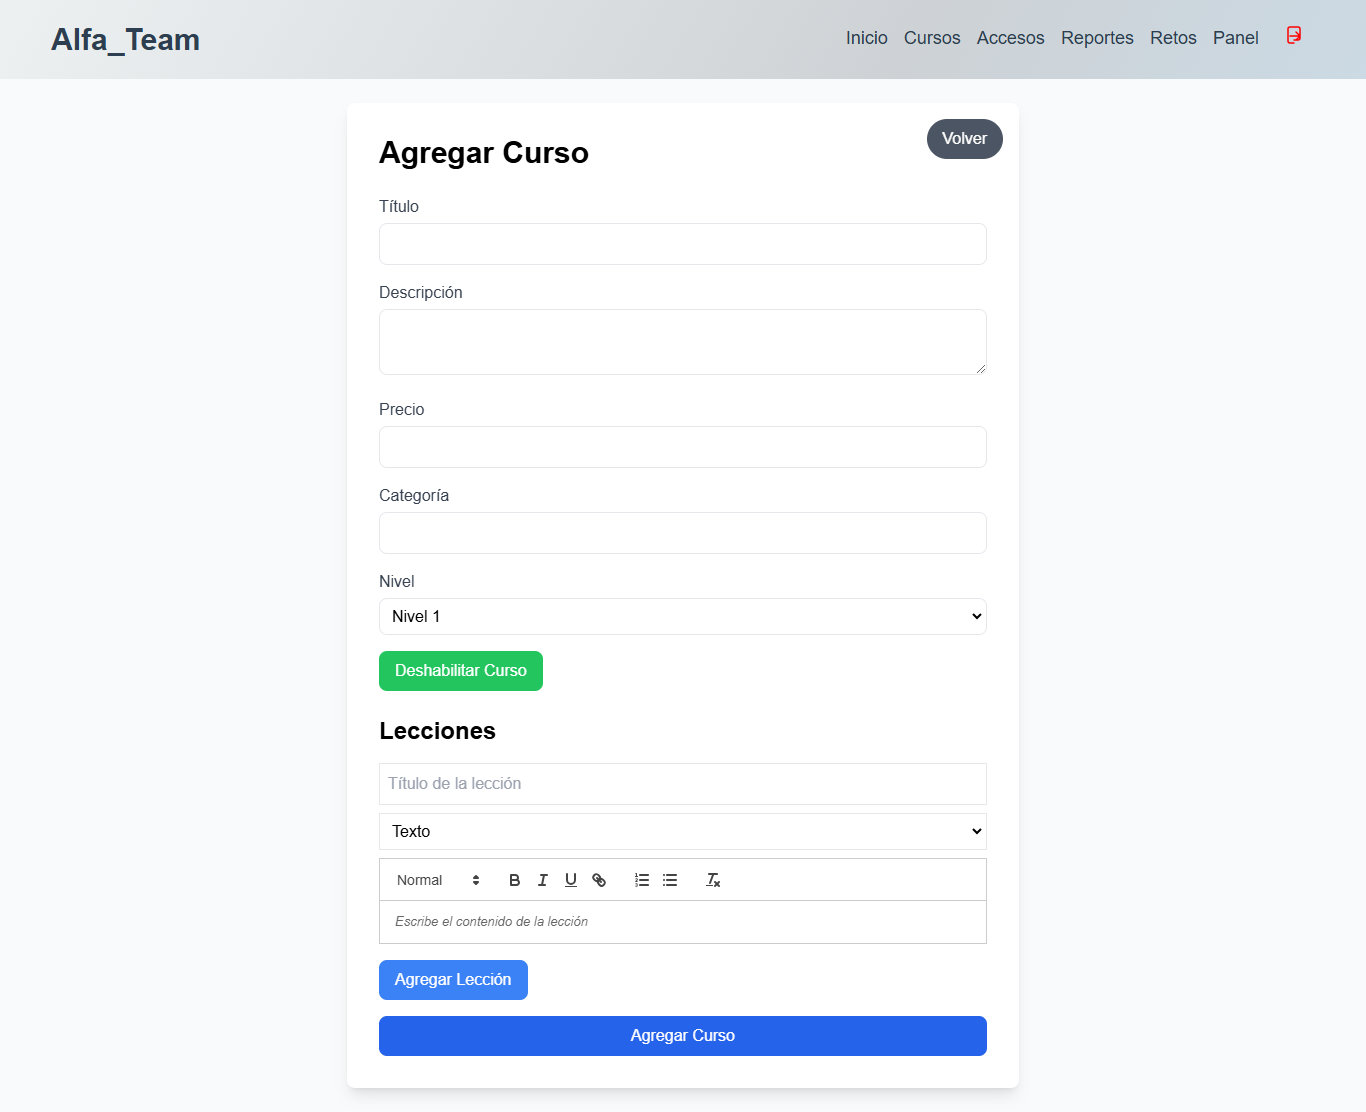 Alfa_Team
Inicio Cursos Accesos Reportes Retos Panel
Volver
Agregar Curso
Título
Descripción
Precio
Categoría
Nivel
Nivel 1
Deshabilitar Curso
Lecciones
Título de la lección
Texto
Normal
Escribe el contenido de la lección
Agregar Lección
Agregar Curso